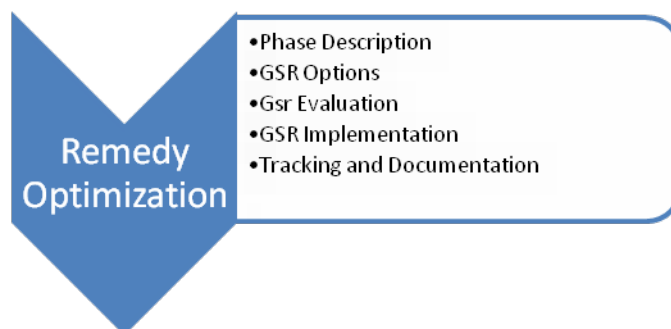 Remedy
Optimization
•Phase Description
•GSR Options
•Gsr Evaluation
•GSR Implementation
•Tracking and Documentation